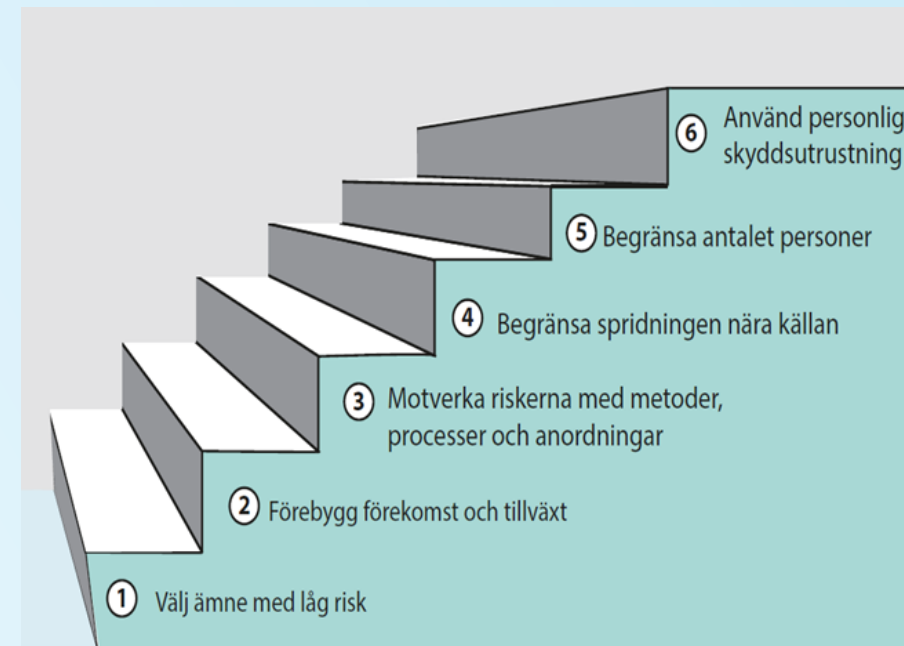 6 Använd personlig
skyddsutrustning
5 Begränsa antalet personer
4 Begränsa spridningen nära källan
3 Motverka riskerna med metoder,
processer och anordningar
2 Förebygg förekomst och tillväxt
1 Välj ämne med låg risk